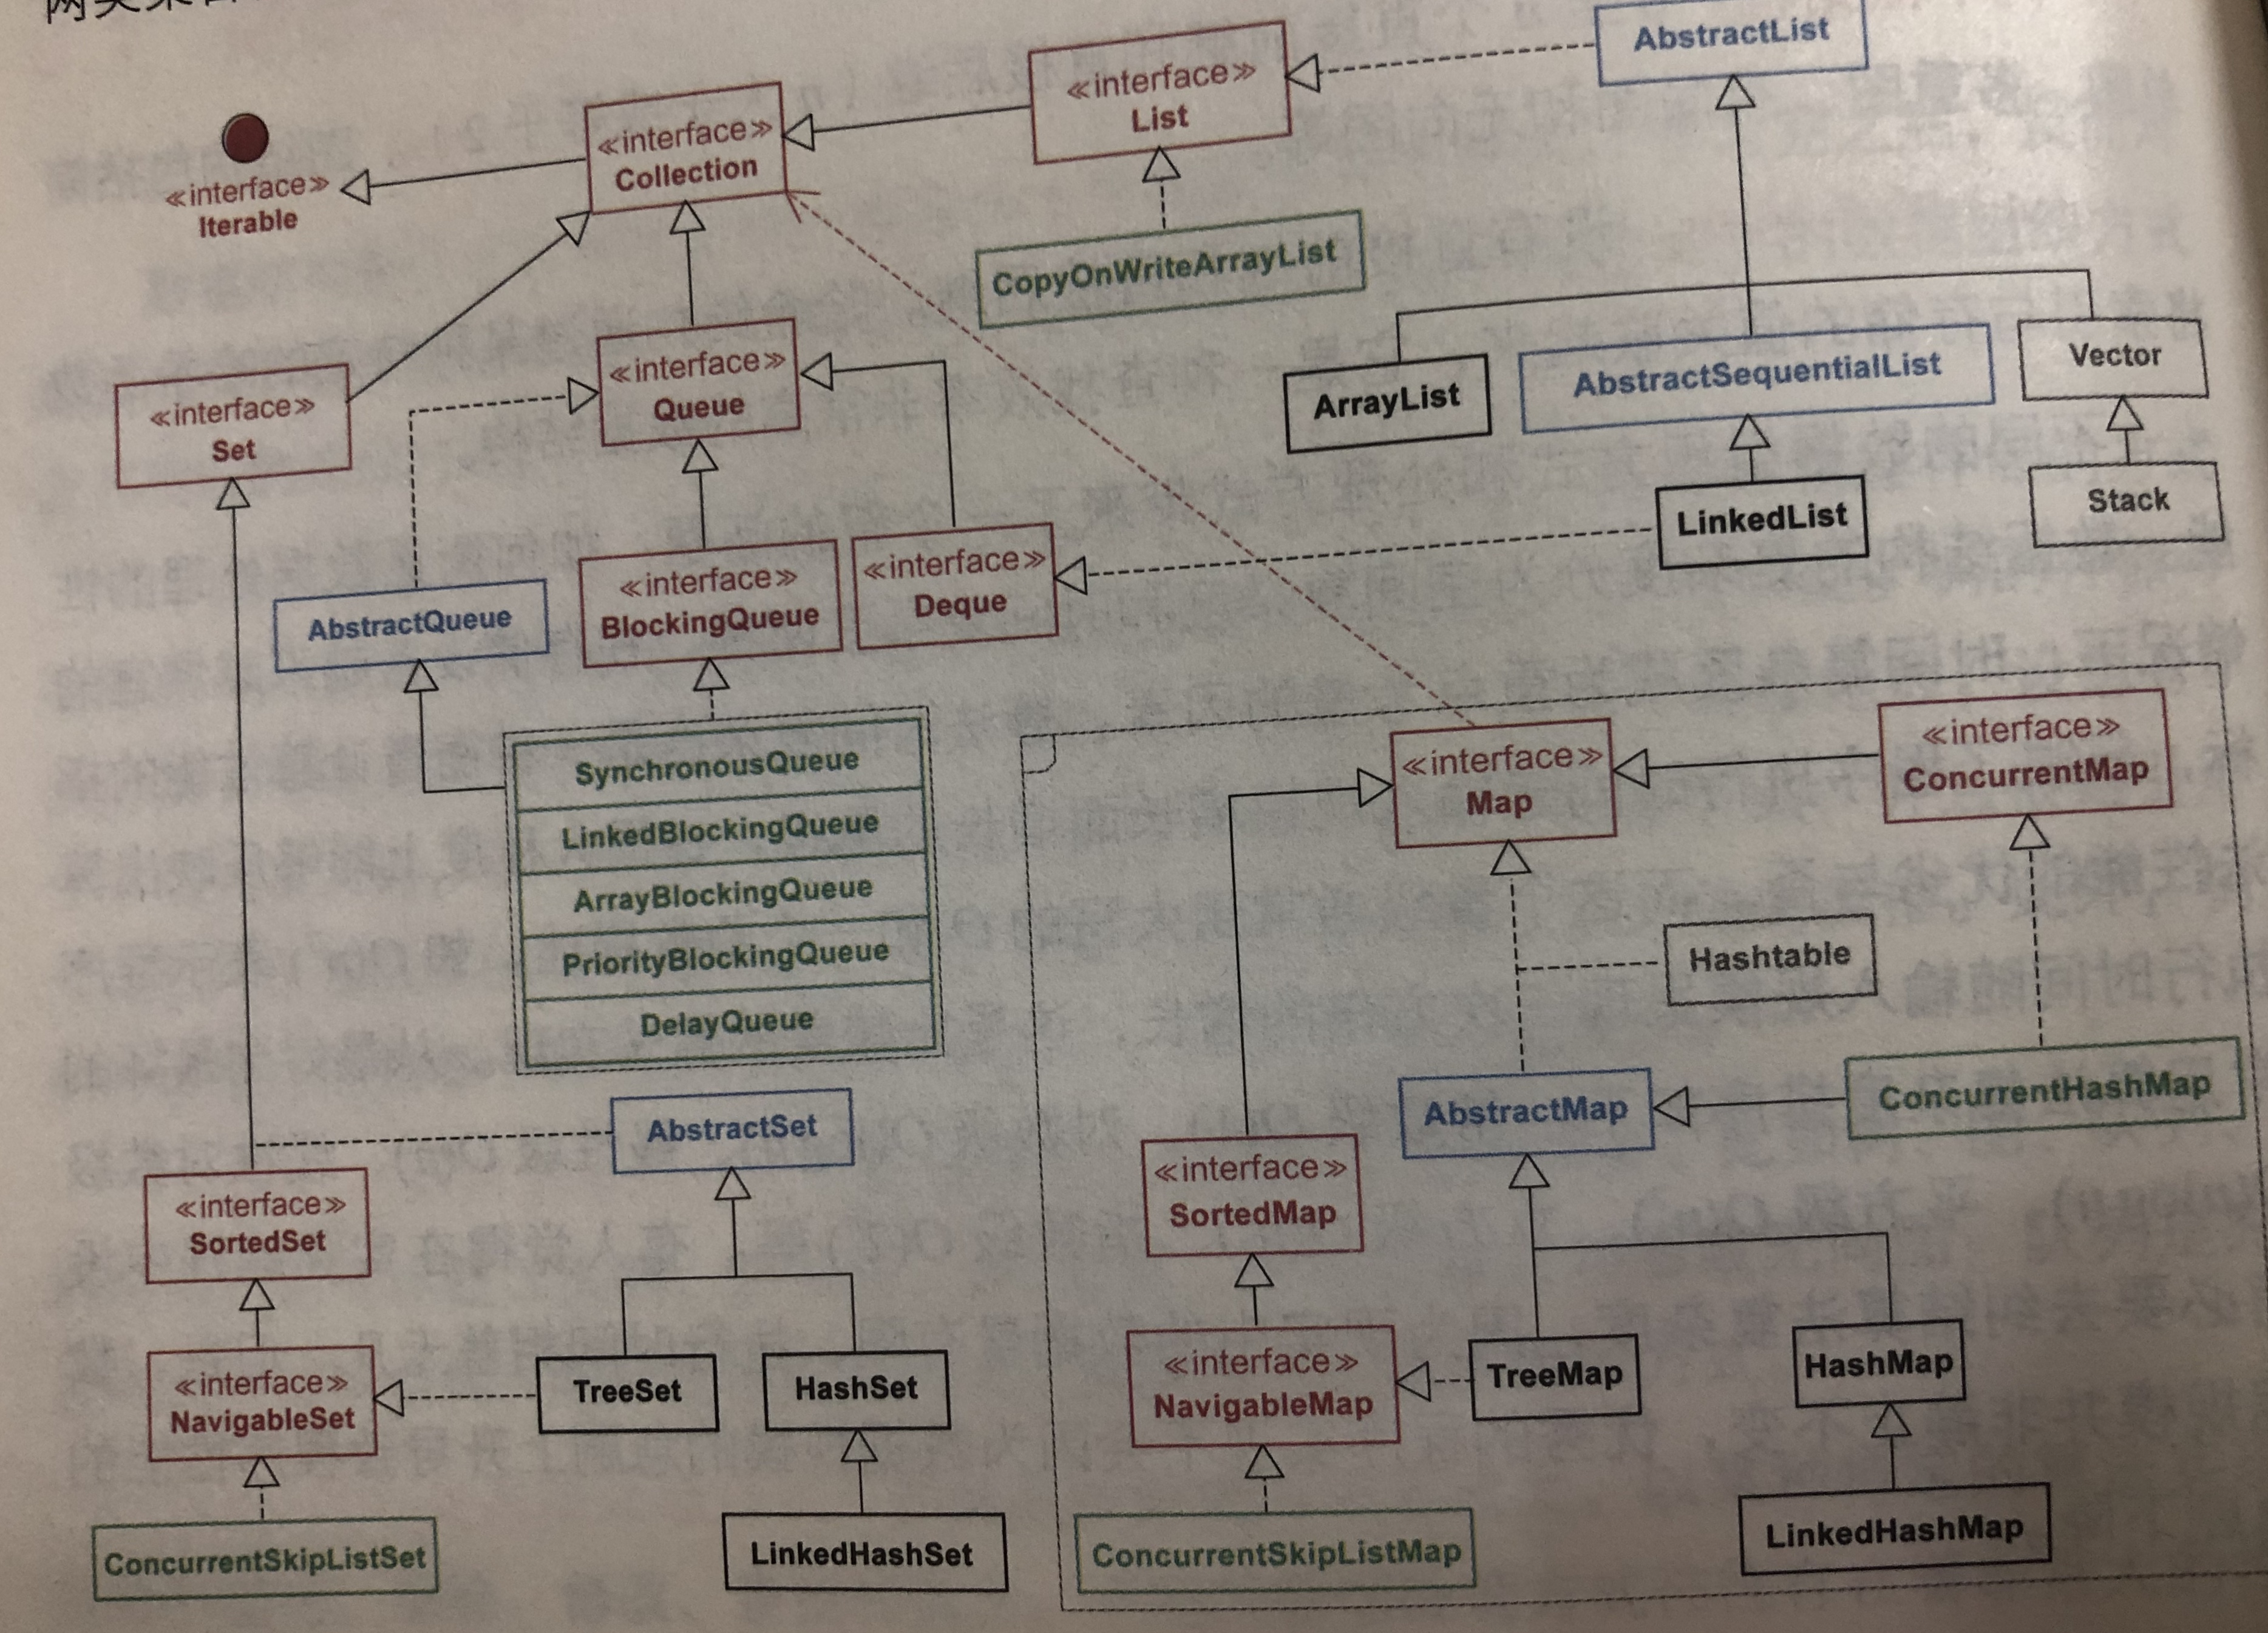 ≪interface≫
Iterable
≪interface≫
Collection
≪interface≫
List
AbstractList
CopyOnWriteArrayList
≪interface≫
Set
≪interface≫
Queue
ArrayList
AbstractSequentialList
Vector
LinkedList
Stack
AbstractQueue
≪interface≫
BlockingQueue
≪interface≫
Deque
SynchronousQueue
LinkedBlockingQueue
ArrayBlockingQueue
PriorityBlockingQueue
DelayQueue
≪interface≫
Map
≪interface≫
ConcurrentMap
Hashtable
AbstractMap
ConcurrentHashMap
AbstractSet
≪interface≫
SortedSet
≪interface≫
SortedMap
≪interface≫
NavigableSet
TreeSet
HashSet
≪interface≫
NavigableMap
TreeMap
HashMap
ConcurrentSkipListSet
LinkedHashSet
ConcurrentSkipListMap
LinkedHashMap